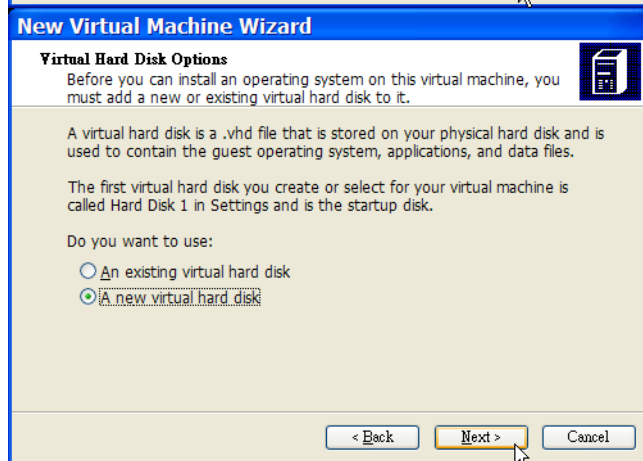 New Virtual Machine Wizard
Virtual Hard Disk Options
Before you can install an operating system on this virtual machine, you
must add a new or existing virtual hard disk to it.
A virtual hard disk is a .vhd file that is stored on your physical hard disk and is
used to contain the guest operating system, applications, and data files.
The first virtual hard disk you create or select for your virtual machine is
called Hard Disk 1 in Settings and is the startup disk.
Do you want to use:
An existing virtual hard disk
A new virtual hard disk
< Back Next > Cancel